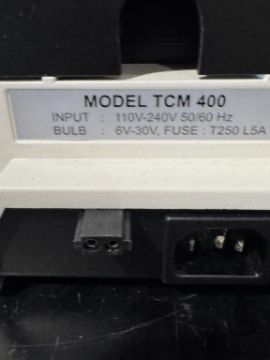 MODEL TCM 400
INPUT : 110V-240V 50/60 Hz
BULB : 6V-30V, FUSE : T250 L5A